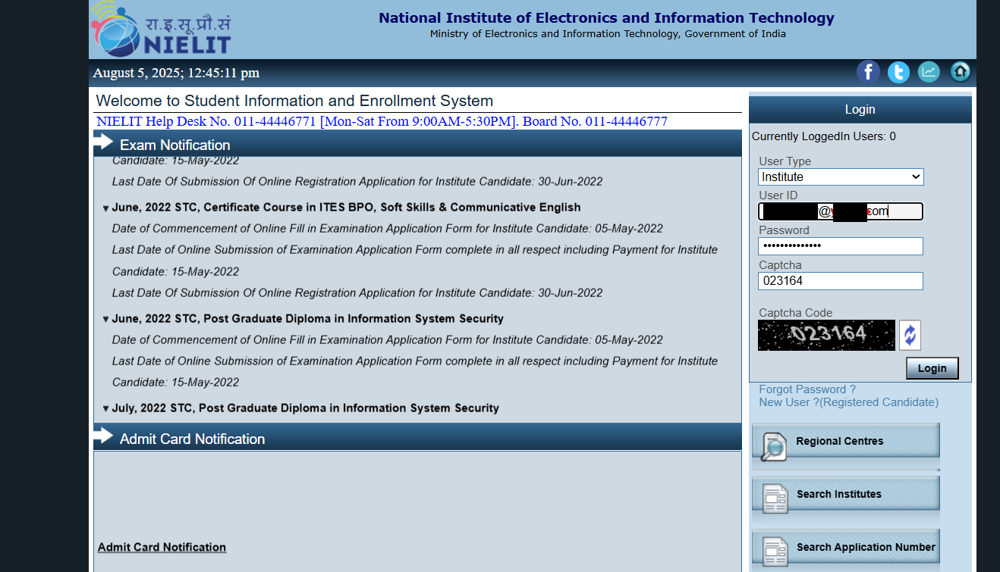 रा.इ.सू.प्रौ.सं
NIELIT
National Institute of Electronics and Information Technology
Ministry of Electronics and Information Technology, Government of India
August 5, 2025; 12:45:11 pm
Welcome to Student Information and Enrollment System
NIELIT Help Desk No. 011-44446771 [Mon-Sat From 9:00AM-5:30PM]. Board No. 011-44446777
Exam Notification
Candidate: 15-May-2022
Last Date Of Submission Of Online Registration Application for Institute Candidate: 30-Jun-2022
June, 2022 STC, Certificate Course in ITES BPO, Soft Skills & Communicative English
Date of Commencement of Online Fill in Examination Application Form for Institute Candidate: 05-May-2022
Last Date of Online Submission of Examination Application Form complete in all respect including Payment for Institute
Candidate: 15-May-2022
Last Date Of Submission Of Online Registration Application for Institute Candidate: 30-Jun-2022
June, 2022 STC, Post Graduate Diploma in Information System Security
Date of Commencement of Online Fill in Examination Application Form for Institute Candidate: 05-May-2022
Last Date of Online Submission of Examination Application Form complete in all respect including Payment for Institute
Candidate: 15-May-2022
July, 2022 STC, Post Graduate Diploma in Information System Security
Admit Card Notification
Admit Card Notification
Login
Currently LoggedIn Users: 0
User Type
Institute
User ID
@ com
Password
••••••••••••••
Captcha
023164
Captcha Code
023164
Login
Forgot Password ?
New User ?(Registered Candidate)
Regional Centres
Search Institutes
Search Application Number